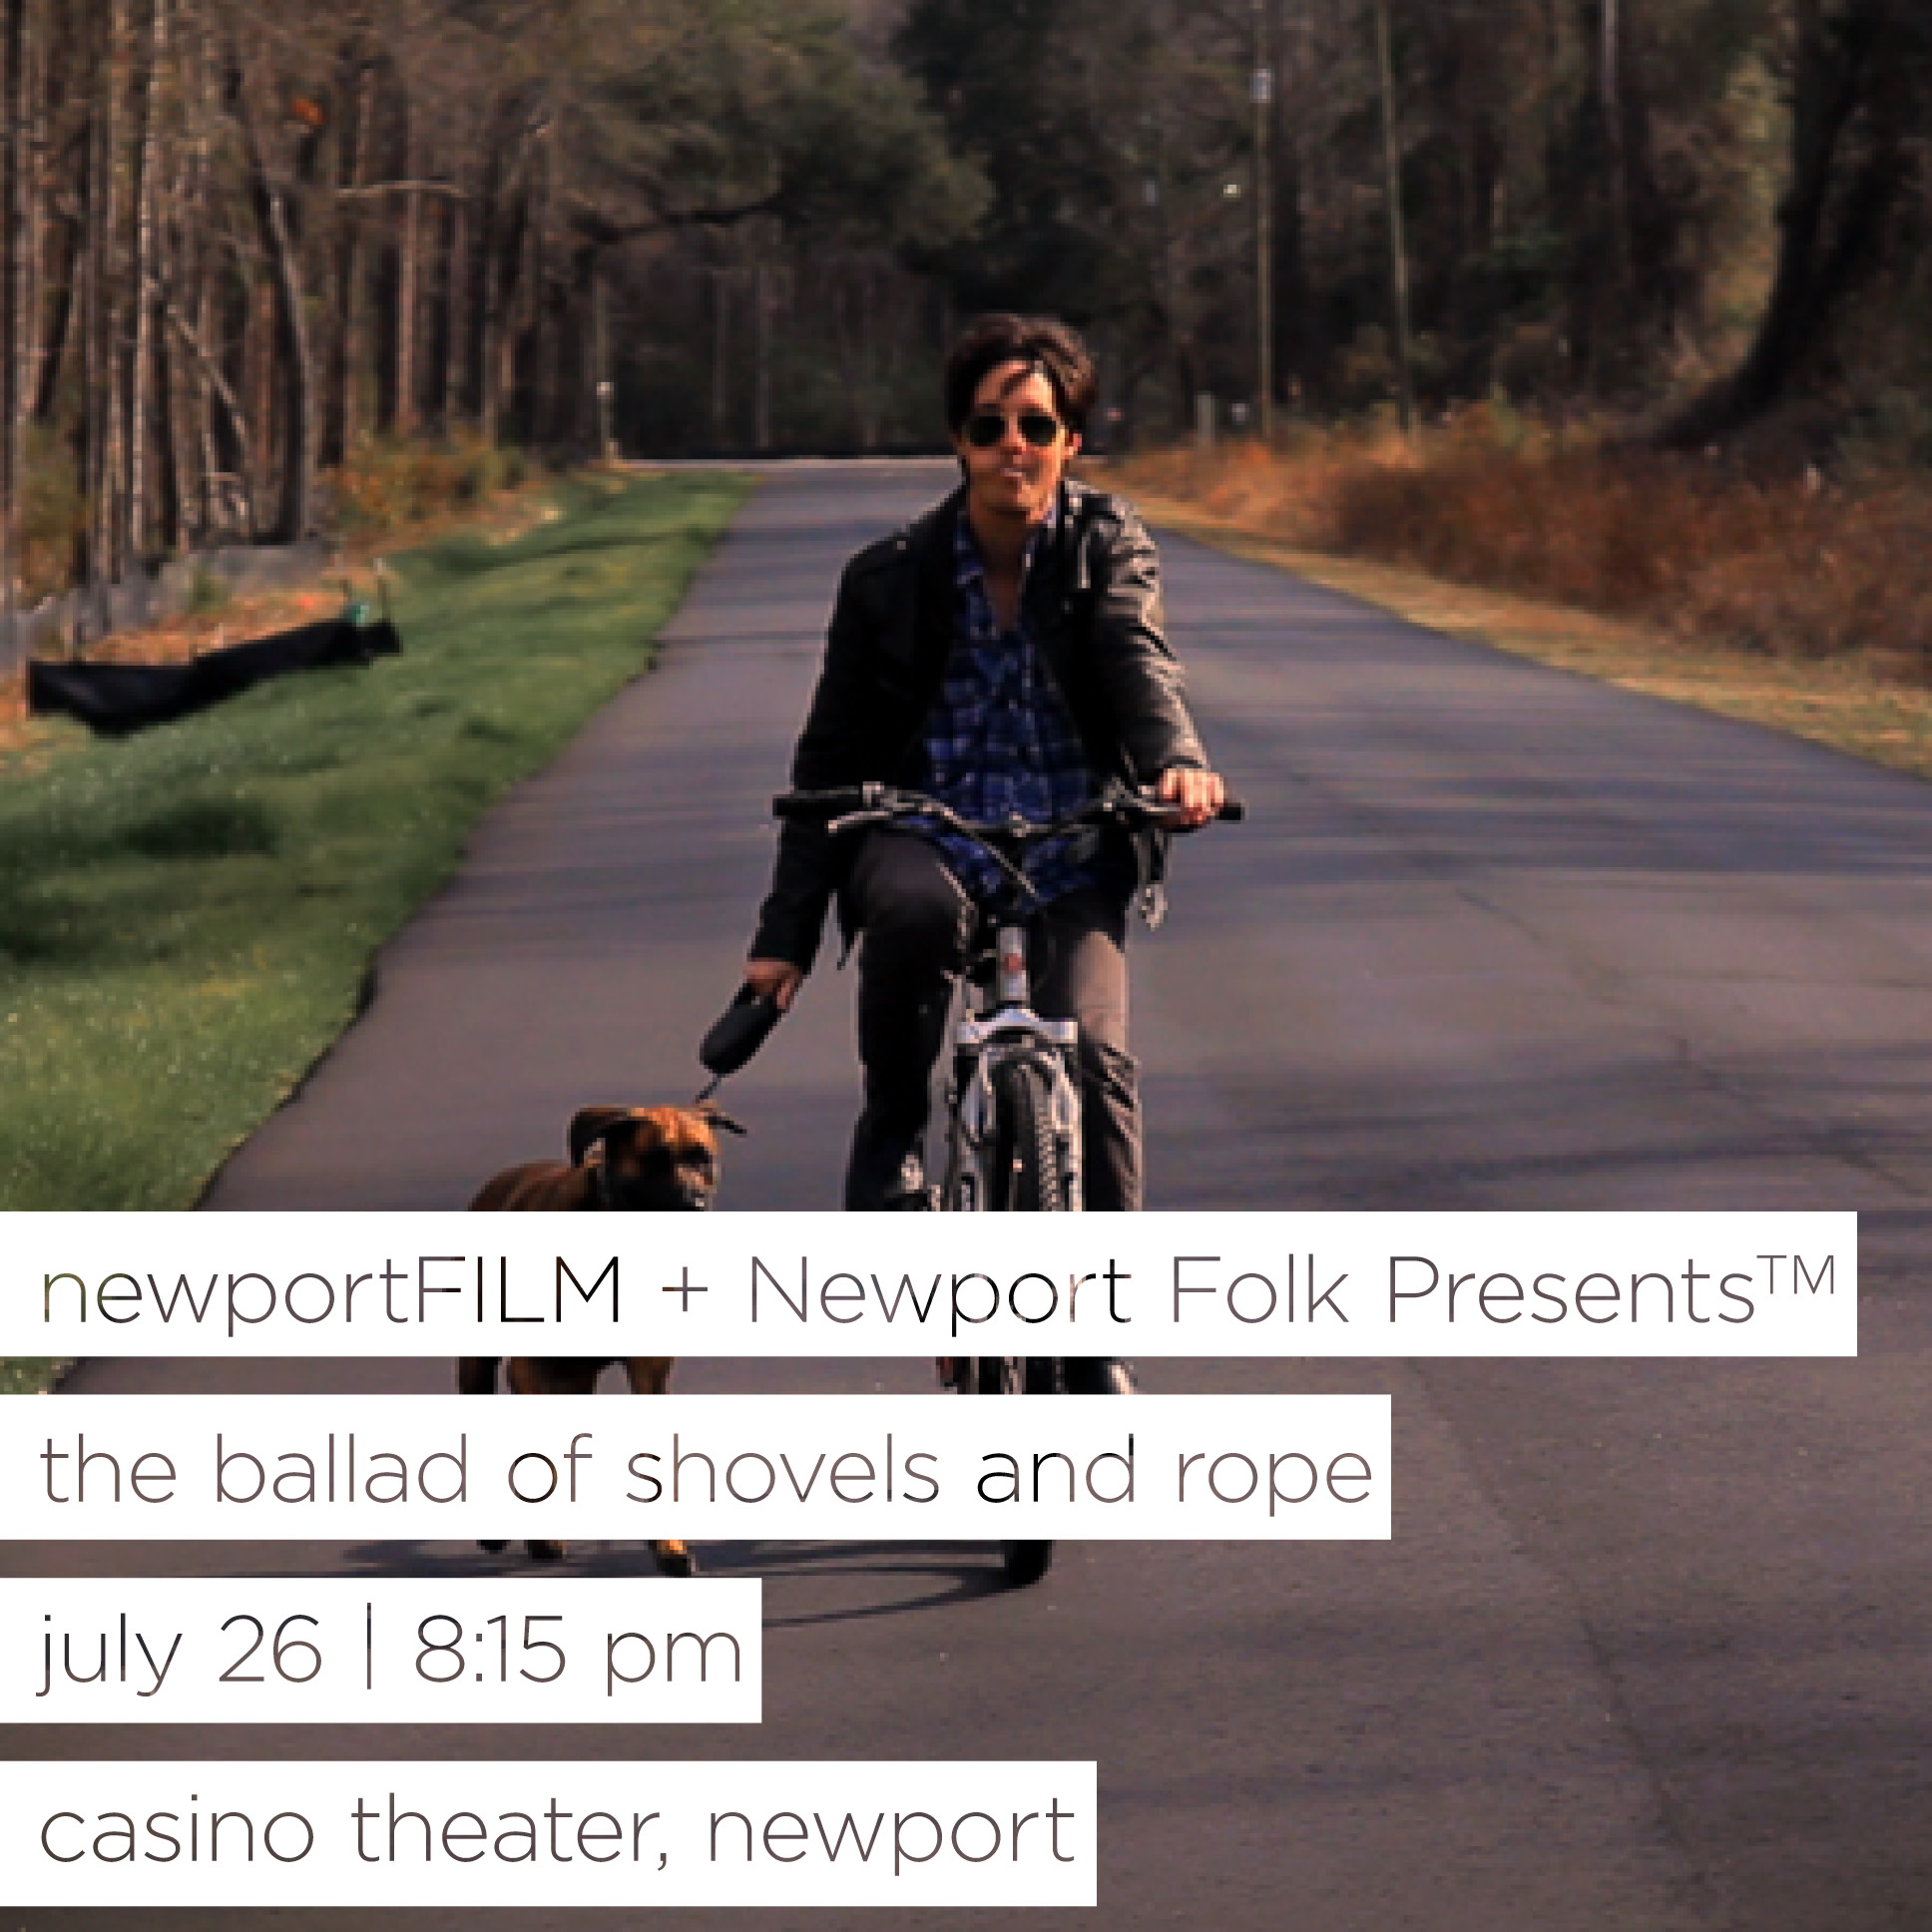 newportFILM + Newport Folk Presents™
the ballad of shovels and rope
july 26 | 8:15 pm
casino theater, newport